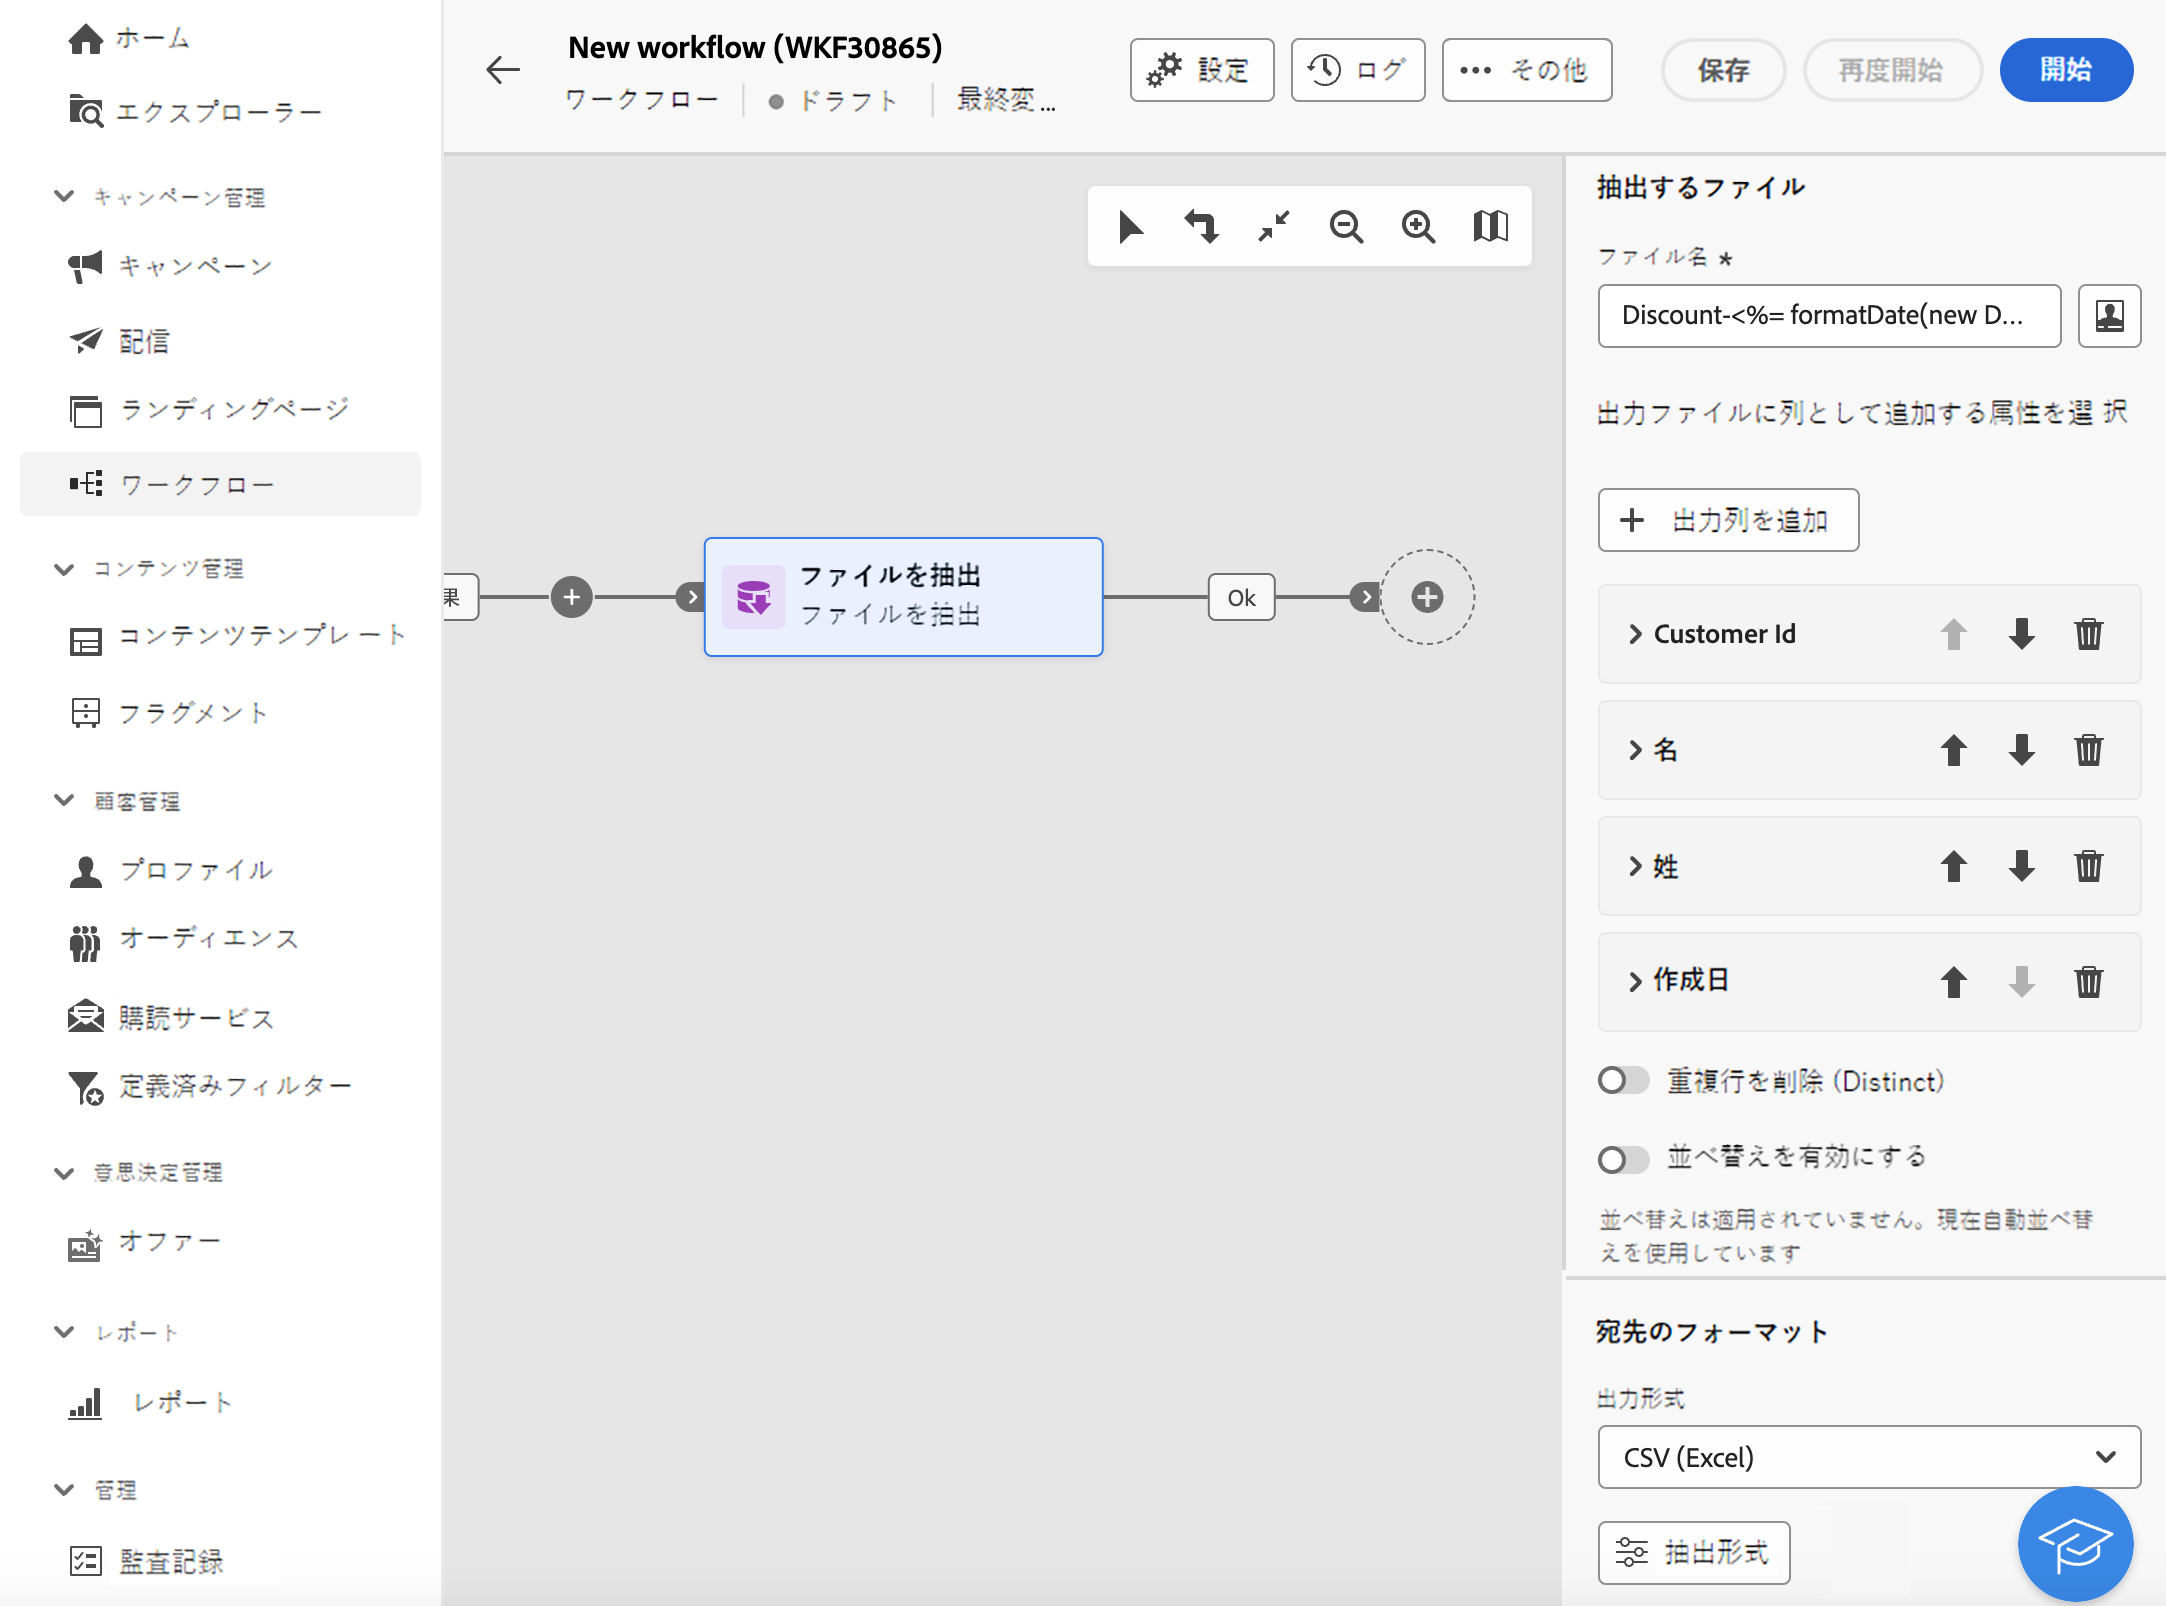 ホーム
エクスプローラー
キャンペーン管理
キャンペーン
配信
ランディングページ
ワークフロー
コンテンツ管理
コンテンツテンプレート
フラグメント
顧客管理
プロファイル
オーディエンス
購読サービス
定義済みフィルター
意思決定管理
オファー
レポート
レポート
管理
監査記録
New workflow (WKF30865)
ワークフロー
ドラフト
最終変...
設定
ログ
その他
保存
再度開始
開始
果
ファイルを抽出
ファイルを抽出
Ok
抽出するファイル
ファイル名 *
Discount-<%= formatDate(new D...
出力ファイルに列として追加する属性を選 択
出力列を追加
Customer Id
名
姓
作成日
重複行を削除 (Distinct)
並べ替えを有効にする
並べ替えは適用されていません。現在自動並べ替
えを使用しています
宛先のフォーマット
出力形式
CSV (Excel)
抽出形式